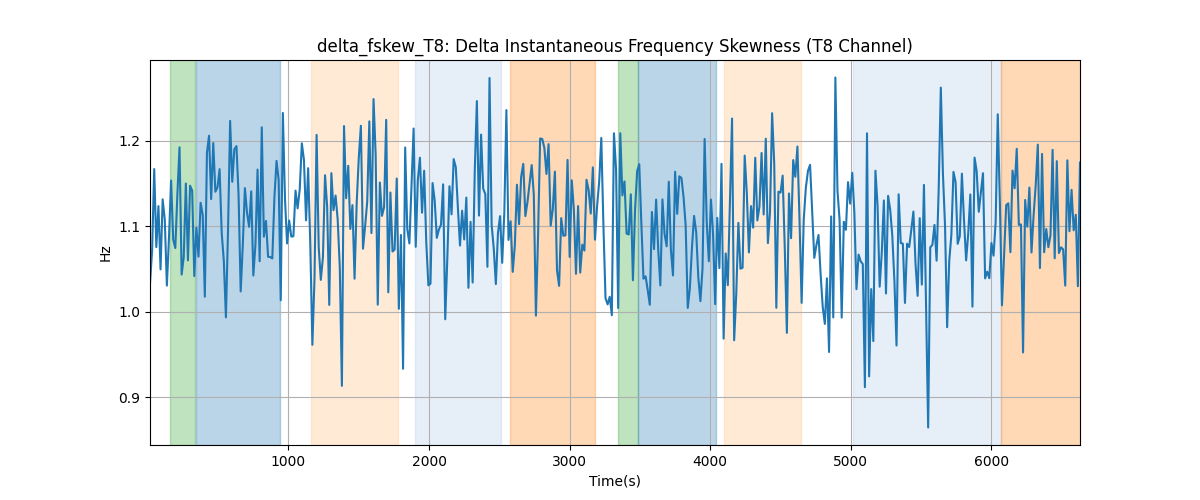 delta_fskew_T8: Delta Instantaneous Frequency Skewness (T8 Channel)
Hz
1.2
1.1
1.0
0.9
1000 2000 3000 4000 5000 6000
Time(s)